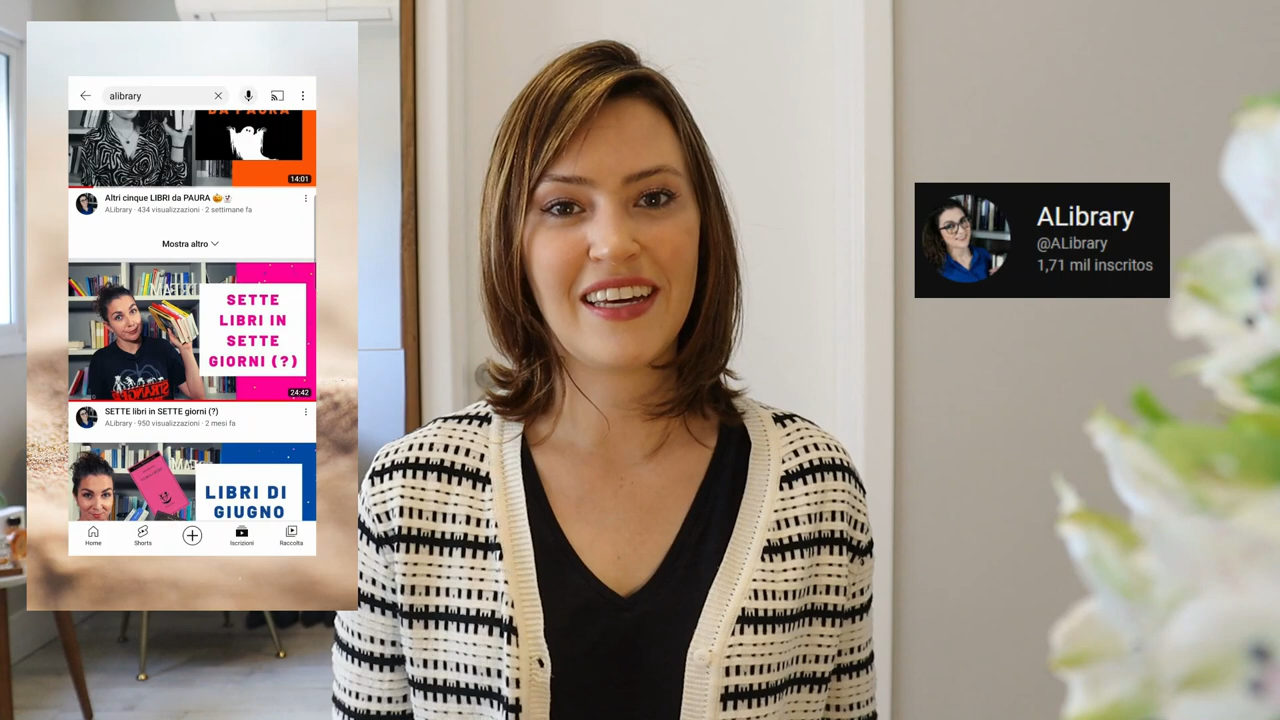 alibrary
DA PAURA
14:01
Altri cinque LIBRI da PAURA
ALibrary · 434 visualizzazioni · 2 settimane fa
Mostra altro
SETTE
LIBRI IN
SETTE
GIORNI (?)
24:42
SETTE libri in SETTE giorni (?)
ALibrary · 950 visualizzazioni · 2 mesi fa
LIBRI DI
GIUGNO
Home
Shorts
Iscrizioni
Raccolta
ALibrary
@ALibrary
1,71 mil inscritos